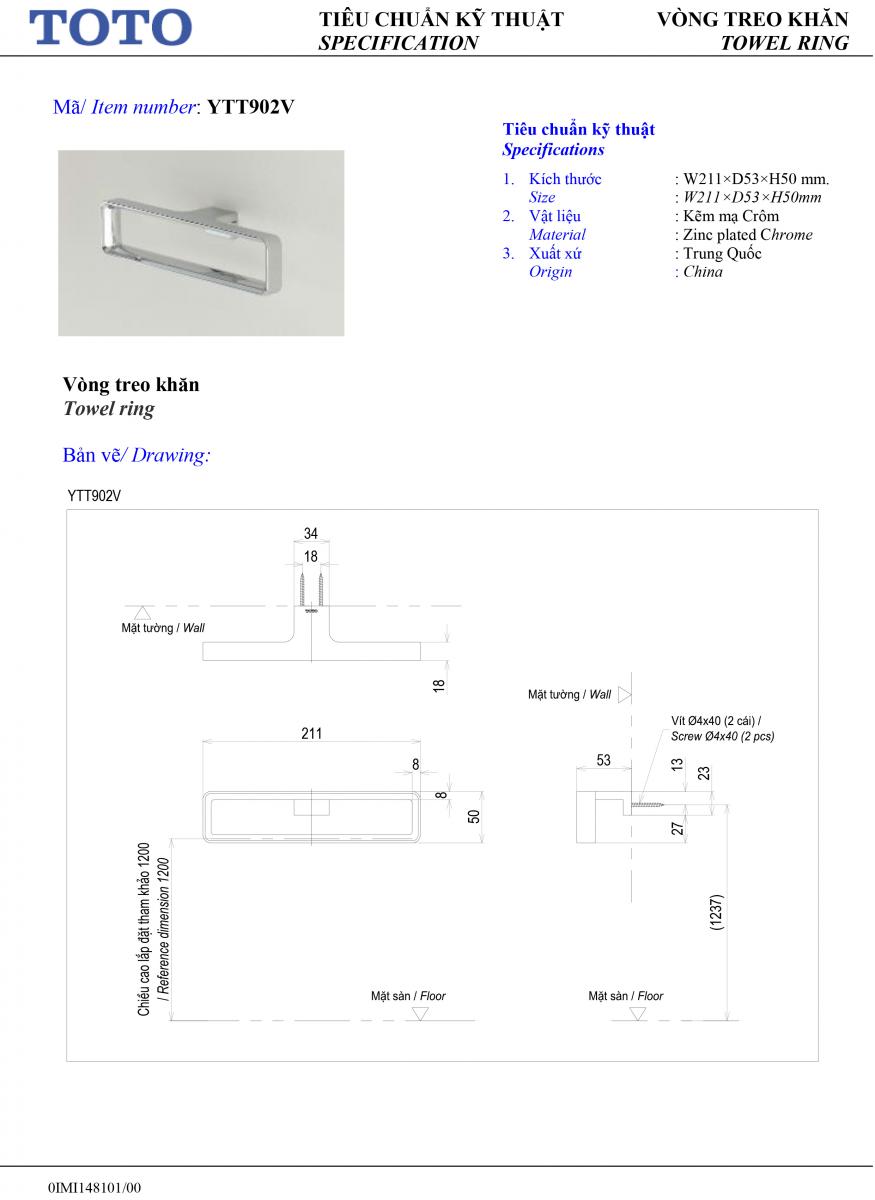 TOTO
TIÊU CHUẨN KỸ THUẬT
SPECIFICATION
VÒNG TREO KHĂN
TOWEL RING
Mã/ Item number: YTT902V
Tiêu chuẩn kỹ thuật
Specifications
1. Kích thước : W211×D53×H50 mm.
Size : W211×D53×H50mm
2. Vật liệu : Kẽm mạ Crôm
Material : Zinc plated Chrome
3. Xuất xứ : Trung Quốc
Origin : China
Vòng treo khăn
Towel ring
Bản vẽ/ Drawing:
YTT902V
34
18
TOTO
Mặt tường / Wall
18
Mặt tường / Wall
Vít Ø4x40 (2 cái) /
Screw Ø4x40 (2 pcs)
211
8
8
50
53
13
23
27
Chiều cao lắp đặt tham khảo 1200
/ Reference dimension 1200
(1237)
Mặt sàn / Floor
Mặt sàn / Floor
0IMI148101/00